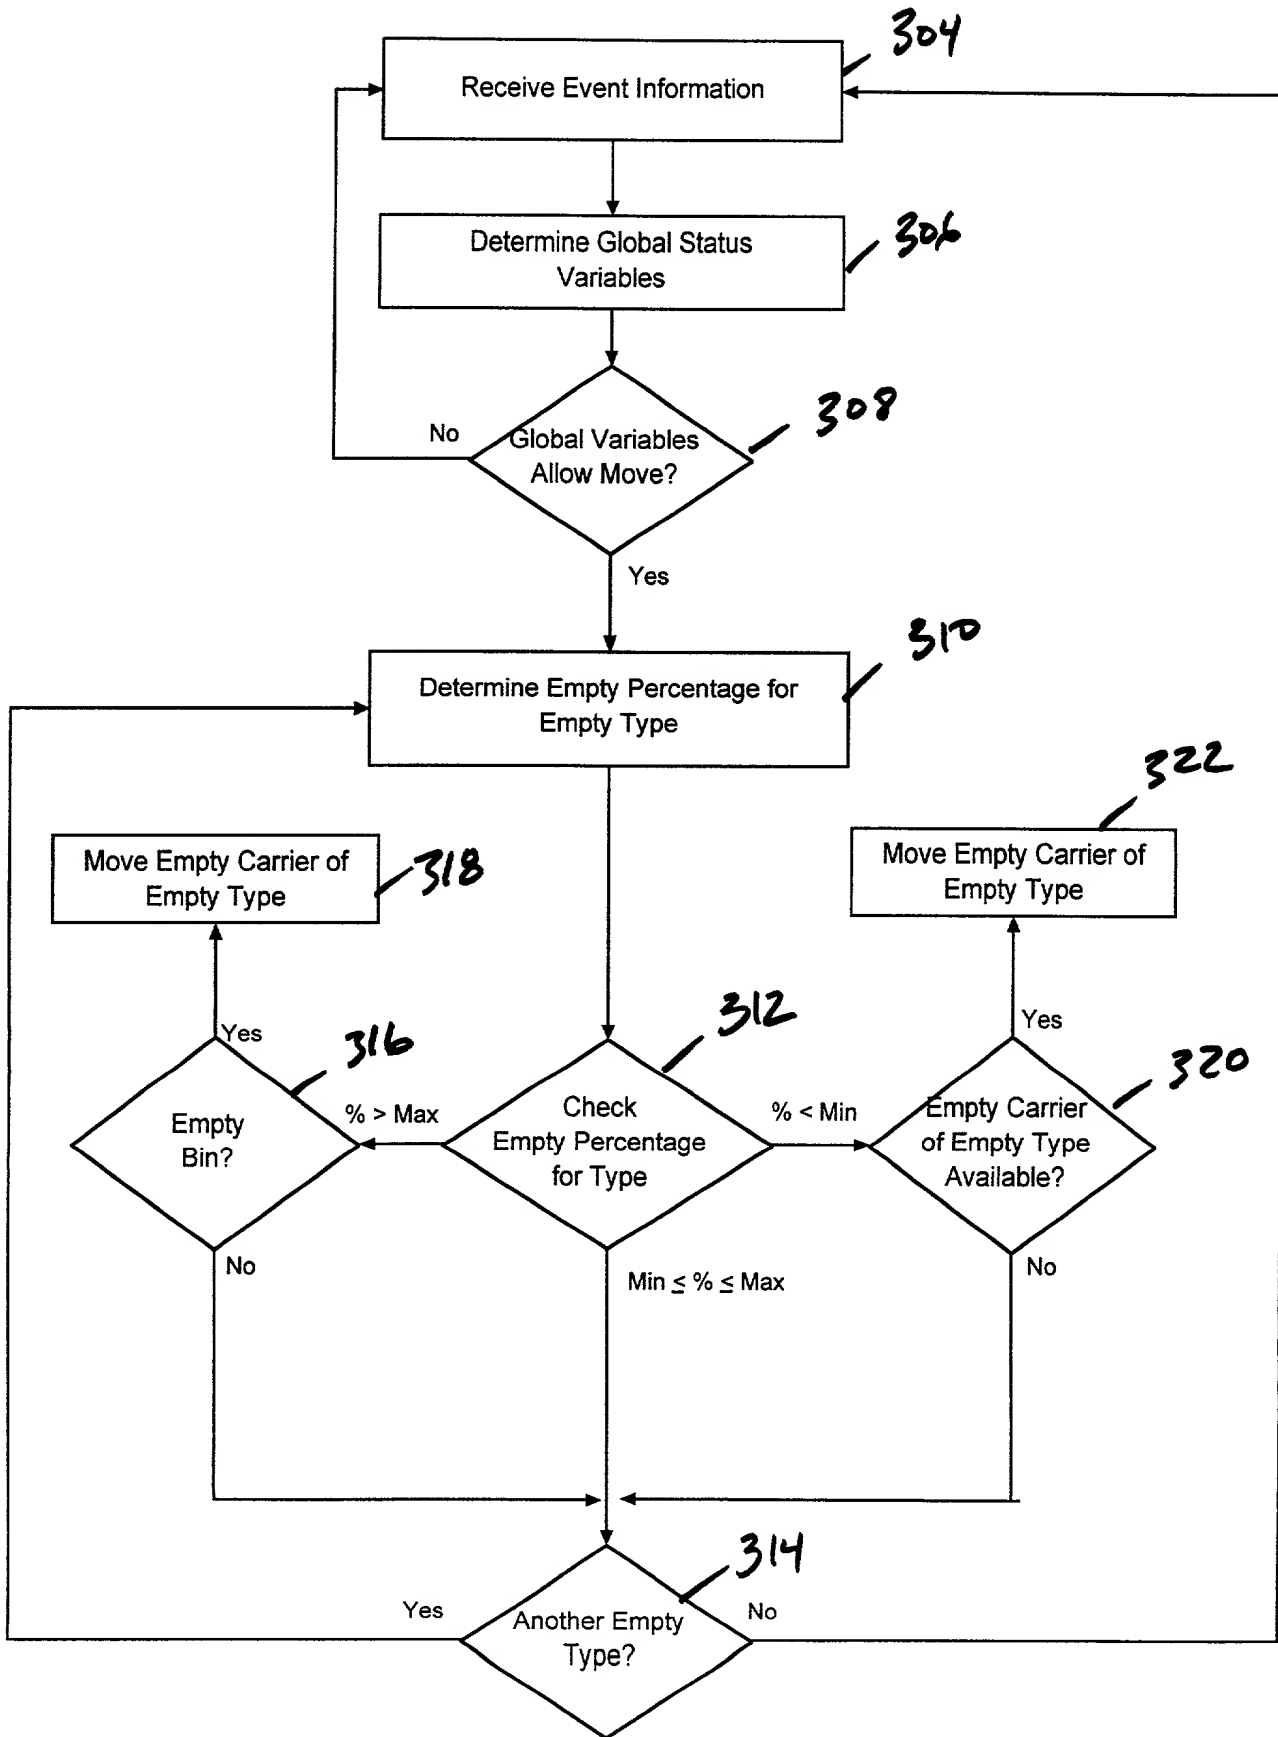 304
Receive Event Information
Determine Global Status
Variables
306
308
No
Global Variables
Allow Move?
Yes
310
Determine Empty Percentage for
Empty Type
322
Move Empty Carrier of
Empty Type
318
Move Empty Carrier of
Empty Type
Yes
316
312
Yes
320
Empty
Bin?
% > Max
Check
Empty Percentage
for Type
% < Min
Empty Carrier
of Empty Type
Available?
No
Min ≤ % ≤ Max
No
314
Yes
Another Empty
Type?
No